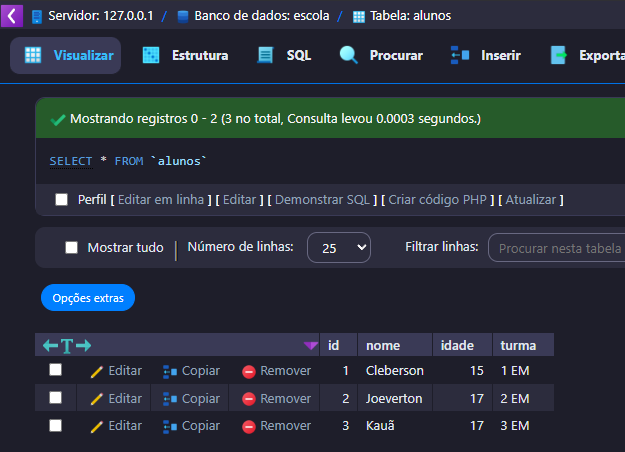 Servidor: 127.0.0.1 / Banco de dados: escola / Tabela: alunos
Visualizar Estrutura SQL Procurar Inserir Exporta
Mostrando registros 0 - 2 (3 no total, Consulta levou 0.0003 segundos.)
SELECT * FROM `alunos`
Perfil [ Editar em linha ] [ Editar ] [ Demonstrar SQL ] [ Criar código PHP ] [ Atualizar ]
Mostrar tudo | Número de linhas: 25 Filtrar linhas: Procurar nesta tabela
Opções extras
←T→ id nome idade turma
Editar Copiar Remover 1 Cleberson 15 1 EM
Editar Copiar Remover 2 Joeverton 17 2 EM
Editar Copiar Remover 3 Kauã 17 3 EM